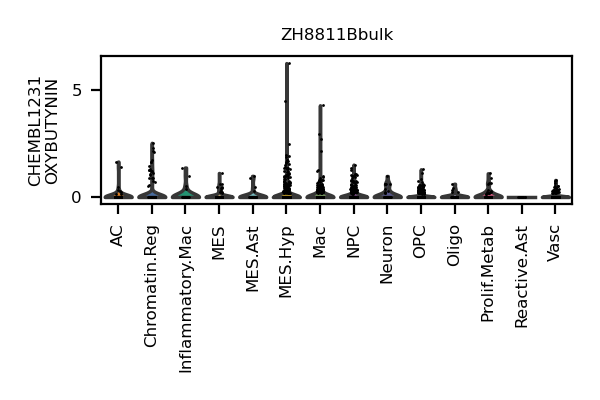 ZH8811Bbulk
CHEMBL1231
OXYBUTYNIN
5
0
AC
Chromatin.Reg
Inflammatory.Mac
MES
MES.Ast
MES.Hyp
Mac
NPC
Neuron
OPC
Oligo
Prolif.Metab
Reactive.Ast
Vasc